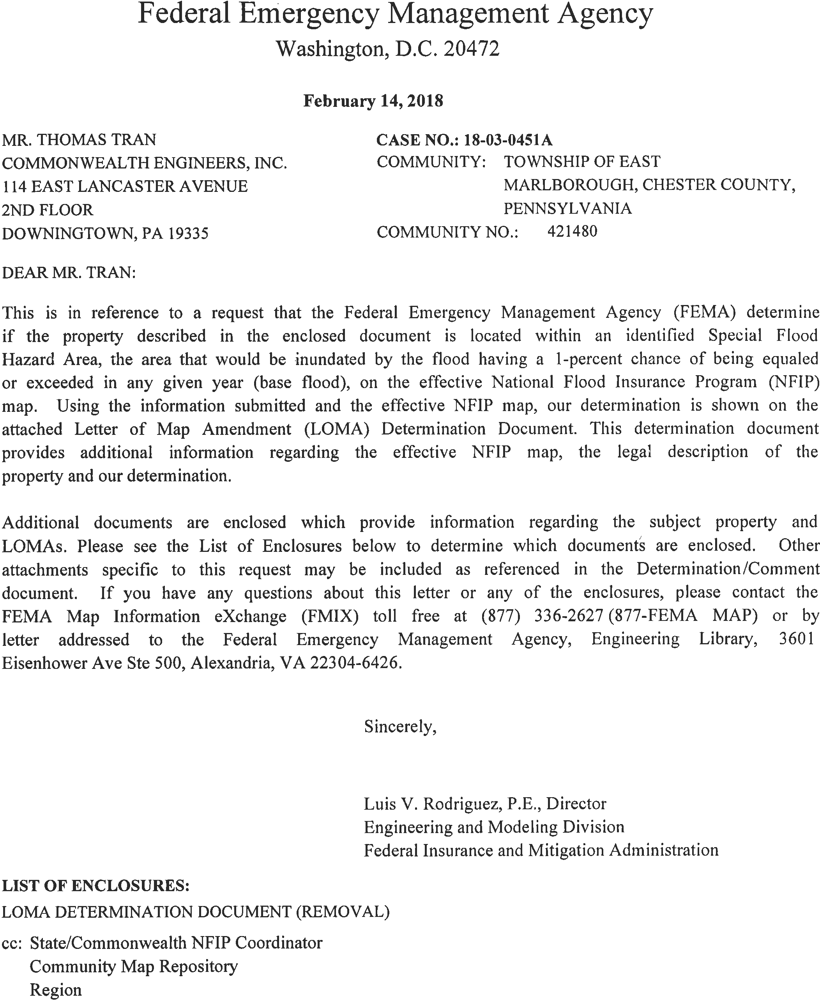 Federal Emergency Management Agency
Washington, D.C. 20472
February 14, 2018
MR. THOMAS TRAN
COMMONWEALTH ENGINEERS, INC.
114 EAST LANCASTER AVENUE
2ND FLOOR
DOWNINGTOWN, PA 19335
CASE NO.: 18-03-0451A
COMMUNITY: TOWNSHIP OF EAST
MARLBOROUGH, CHESTER COUNTY,
PENNSYLVANIA
COMMUNITY NO.: 421480
DEAR MR. TRAN:
This is in reference to a request that the Federal Emergency Management Agency (FEMA) determine
if the property described in the enclosed document is located within an identified Special Flood
Hazard Area, the area that would be inundated by the flood having a 1-percent chance of being equaled
or exceeded in any given year (base flood), on the effective National Flood Insurance Program (NFIP)
map. Using the information submitted and the effective NFIP map, our determination is shown on the
attached Letter of Map Amendment (LOMA) Determination Document. This determination document
provides additional information regarding the effective NFIP map, the legal description of the
property and our determination.
Additional documents are enclosed which provide information regarding the subject property and
LOMAs. Please see the List of Enclosures below to determine which documents are enclosed. Other
attachments specific to this request may be included as referenced in the Determination/Comment
document. If you have any questions about this letter or any of the enclosures, please contact the
FEMA Map Information eXchange (FMIX) toll free at (877) 336-2627 (877-FEMA MAP) or by
letter addressed to the Federal Emergency Management Agency, Engineering Library, 3601
Eisenhower Ave Ste 500, Alexandria, VA 22304-6426.
Sincerely,
Luis V. Rodriguez, P.E., Director
Engineering and Modeling Division
Federal Insurance and Mitigation Administration
LIST OF ENCLOSURES:
LOMA DETERMINATION DOCUMENT (REMOVAL)
cc: State/Commonwealth NFIP Coordinator
Community Map Repository
Region